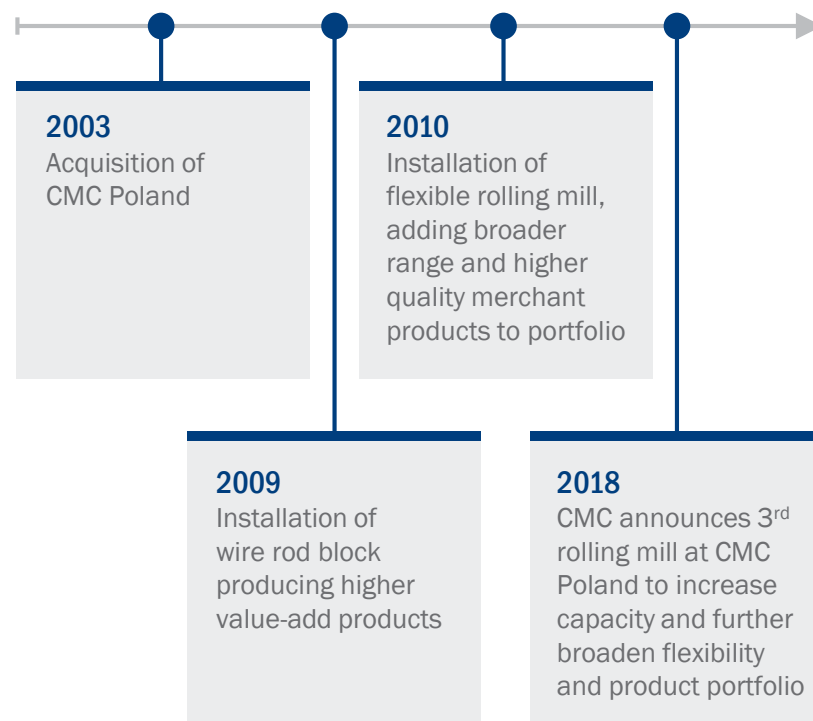 2003
Acquisition of
CMC Poland
2009
Installation of
wire rod block
producing higher
value-add products
2010
Installation of
flexible rolling mill,
adding broader
range and higher
quality merchant
products to portfolio
2018
CMC announces 3rd
rolling mill at CMC
Poland to increase
capacity and further
broaden flexibility
and product portfolio